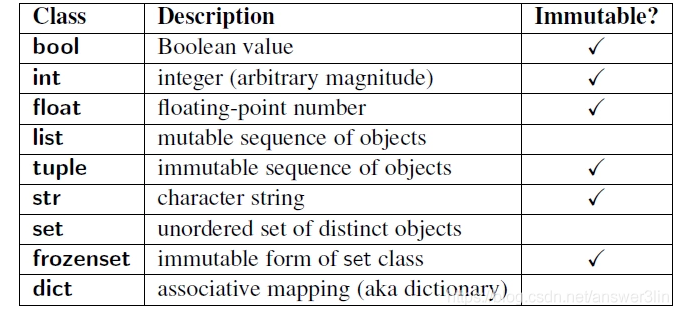 Class Description Immutable?
bool Boolean value ✓
int integer (arbitrary magnitude) ✓
float floating-point number ✓
list mutable sequence of objects
tuple immutable sequence of objects ✓
str character string ✓
set unordered set of distinct objects
frozenset immutable form of set class ✓
dict associative mapping (aka dictionary)
https://blog.csdn.net/answer3lin